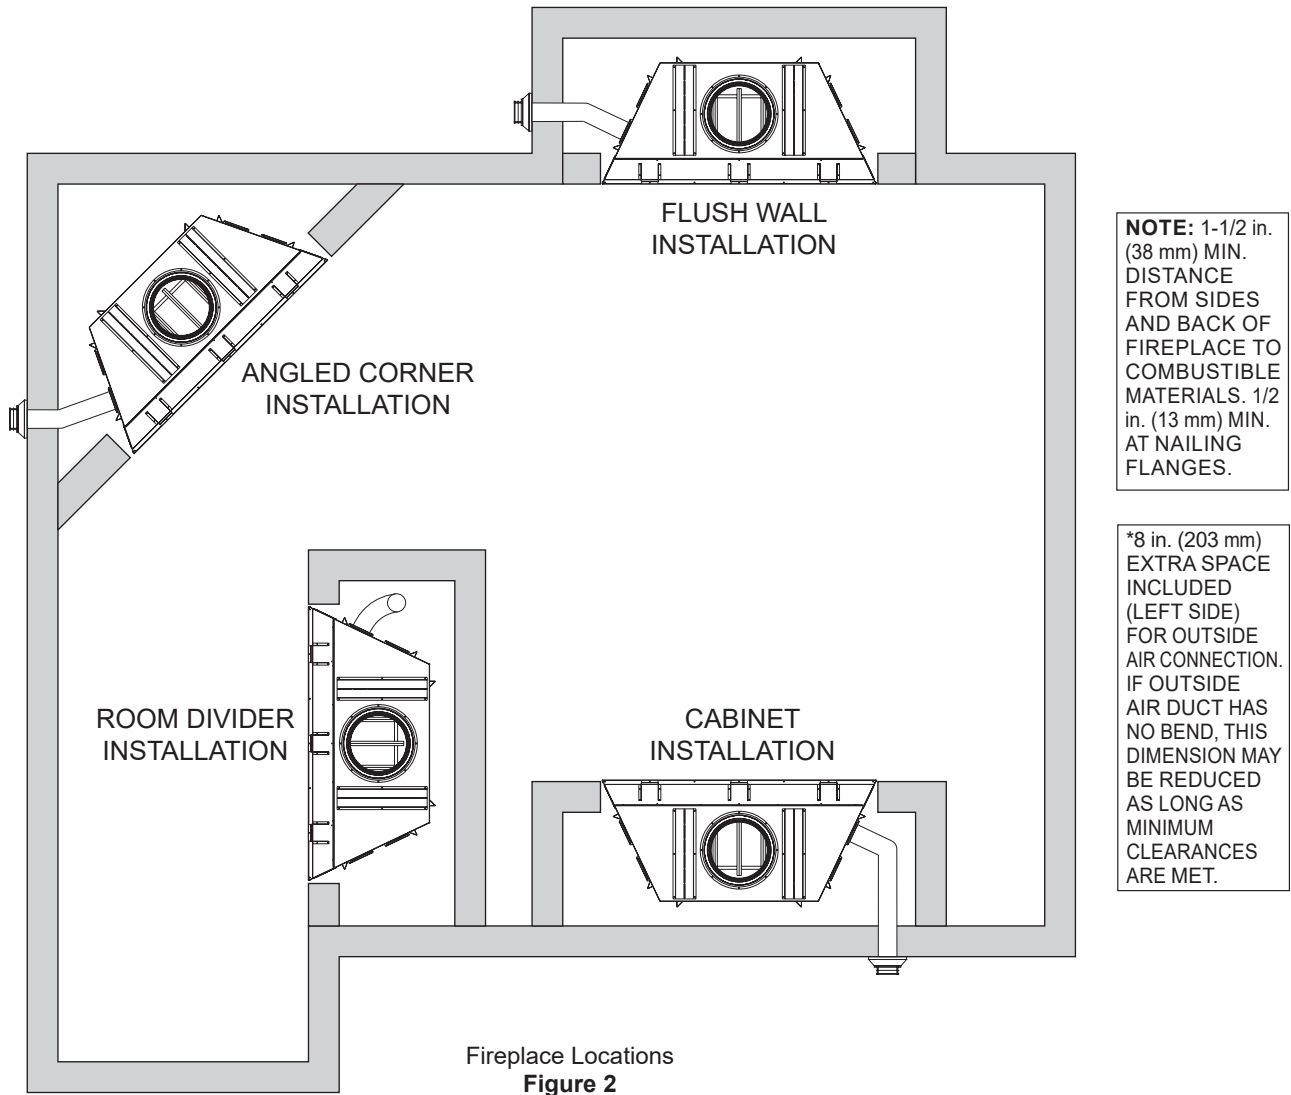 FLUSH WALL
INSTALLATION
NOTE: 1-1/2 in.
(38 mm) MIN.
DISTANCE
FROM SIDES
AND BACK OF
FIREPLACE TO
COMBUSTIBLE
MATERIALS. 1/2
in. (13 mm) MIN.
AT NAILING
FLANGES.
ANGLED CORNER
INSTALLATION
*8 in. (203 mm)
EXTRA SPACE
INCLUDED
(LEFT SIDE)
FOR OUTSIDE
AIR CONNECTION.
IF OUTSIDE
AIR DUCT HAS
NO BEND, THIS
DIMENSION MAY
BE REDUCED
AS LONG AS
MINIMUM
CLEARANCES
ARE MET.
ROOM DIVIDER
INSTALLATION
CABINET
INSTALLATION
Fireplace Locations
Figure 2